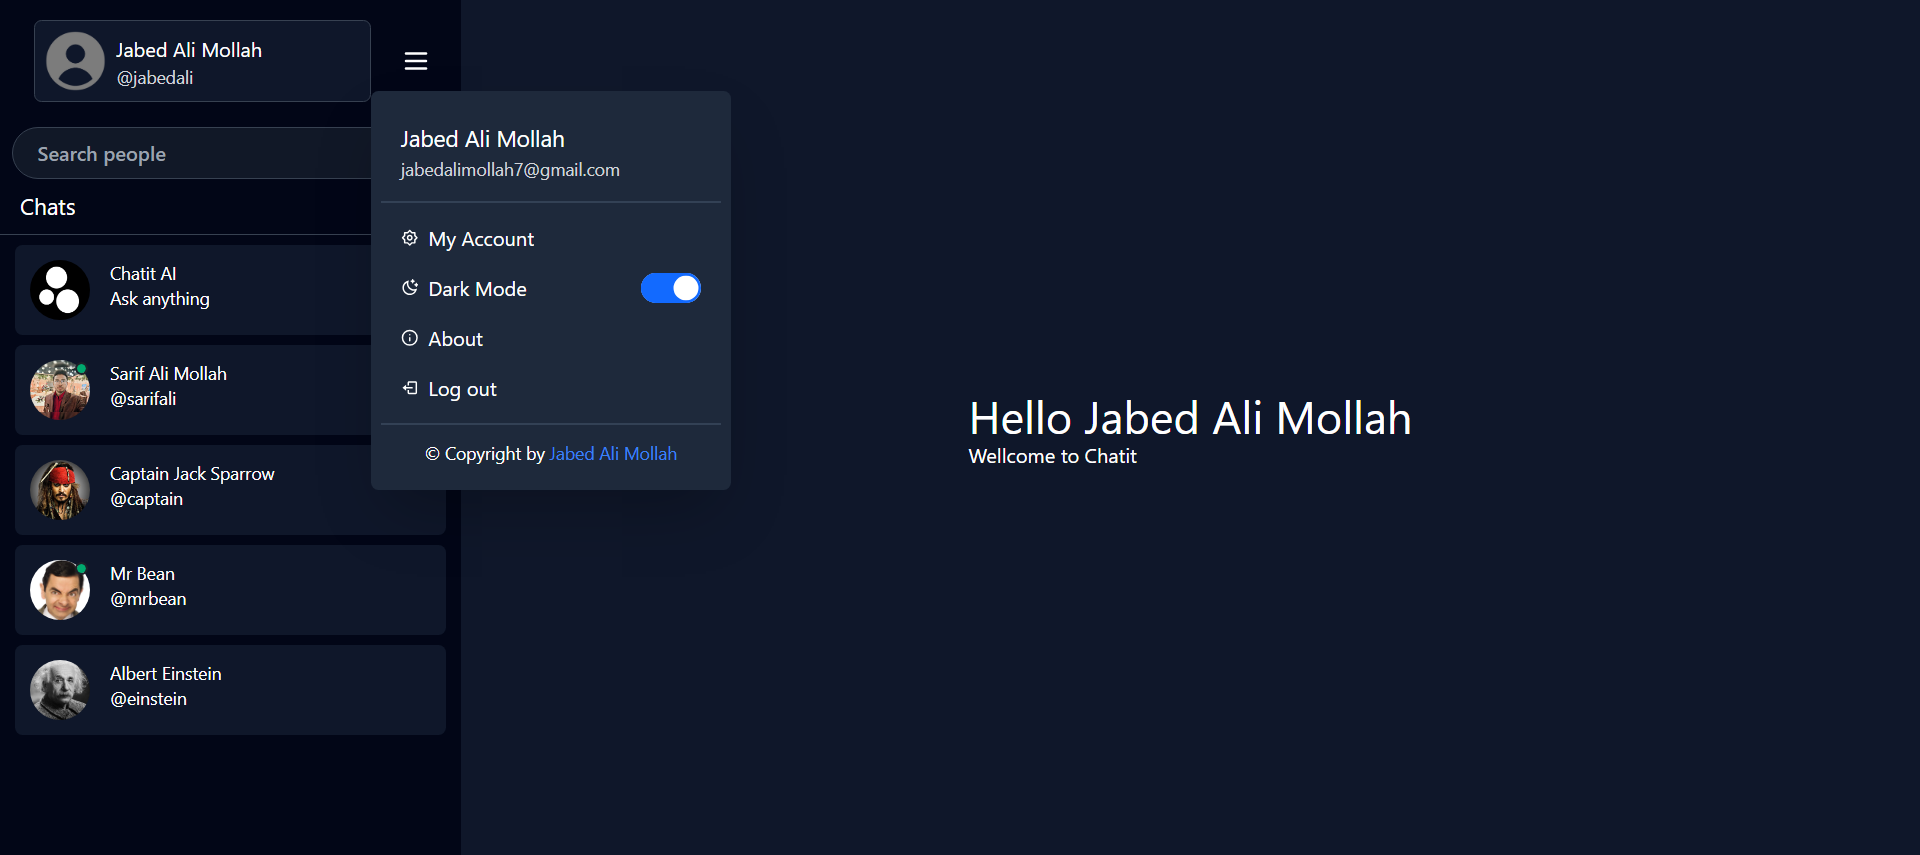 Jabed Ali Mollah
@jabedali
Search people
Chats
Chatit AI
Ask anything
Sarif Ali Mollah
@sarifali
Captain Jack Sparrow
@captain
Mr Bean
@mrbean
Albert Einstein
@einstein
Jabed Ali Mollah
jabedalimollah7@gmail.com
My Account
Dark Mode
About
Log out
© Copyright by Jabed Ali Mollah
Hello Jabed Ali Mollah
Wellcome to Chatit